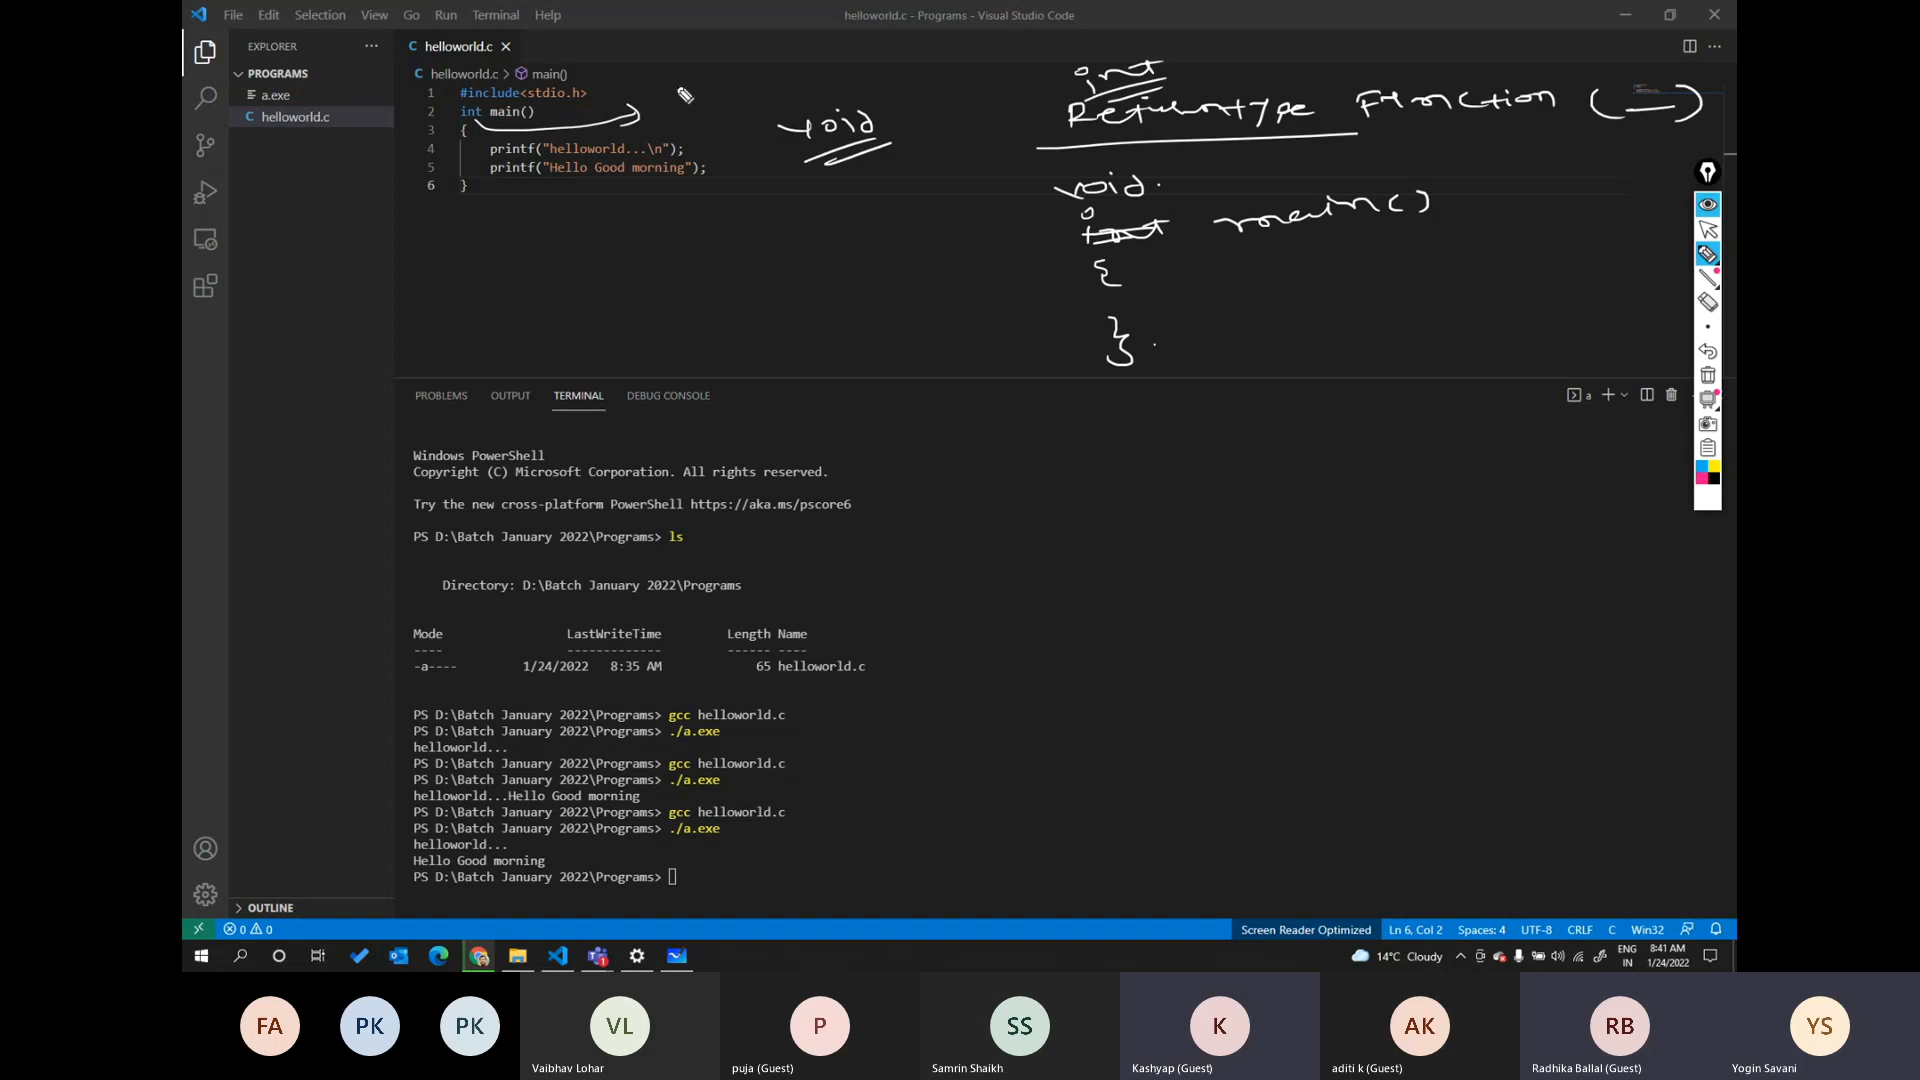 File Edit Selection View Go Run Terminal Help
helloworld.c - Programs - Visual Studio Code
EXPLORER
PROGRAMS
a.exe
helloworld.c
helloworld.c
helloworld.c > main()
1 #include<stdio.h>
2 int main()
3 {
4 printf("helloworld...\n");
5 printf("Hello Good morning");
6 }
void
int
Returntype Function ( )
void
int main()
{
}
PROBLEMS OUTPUT TERMINAL DEBUG CONSOLE
a
Windows PowerShell
Copyright (C) Microsoft Corporation. All rights reserved.
Try the new cross-platform PowerShell https://aka.ms/pscore6
PS D:\Batch January 2022\Programs> ls
Directory: D:\Batch January 2022\Programs
Mode LastWriteTime Length Name
---- ------------- ------ ----
-a---- 1/24/2022 8:35 AM 65 helloworld.c
PS D:\Batch January 2022\Programs> gcc helloworld.c
PS D:\Batch January 2022\Programs> ./a.exe
helloworld...
PS D:\Batch January 2022\Programs> gcc helloworld.c
PS D:\Batch January 2022\Programs> ./a.exe
helloworld...Hello Good morning
PS D:\Batch January 2022\Programs> gcc helloworld.c
PS D:\Batch January 2022\Programs> ./a.exe
helloworld...
Hello Good morning
PS D:\Batch January 2022\Programs>
OUTLINE
0 0
Screen Reader Optimized Ln 6, Col 2 Spaces: 4 UTF-8 CRLF C Win32
14°C Cloudy
ENG
IN
8:41 AM
1/24/2022
FA PK PK VL P SS K AK RB YS
Vaibhav Lohar puja (Guest) Samrin Shaikh Kashyap (Guest) aditi k (Guest) Radhika Ballal (Guest) Yogin Savani